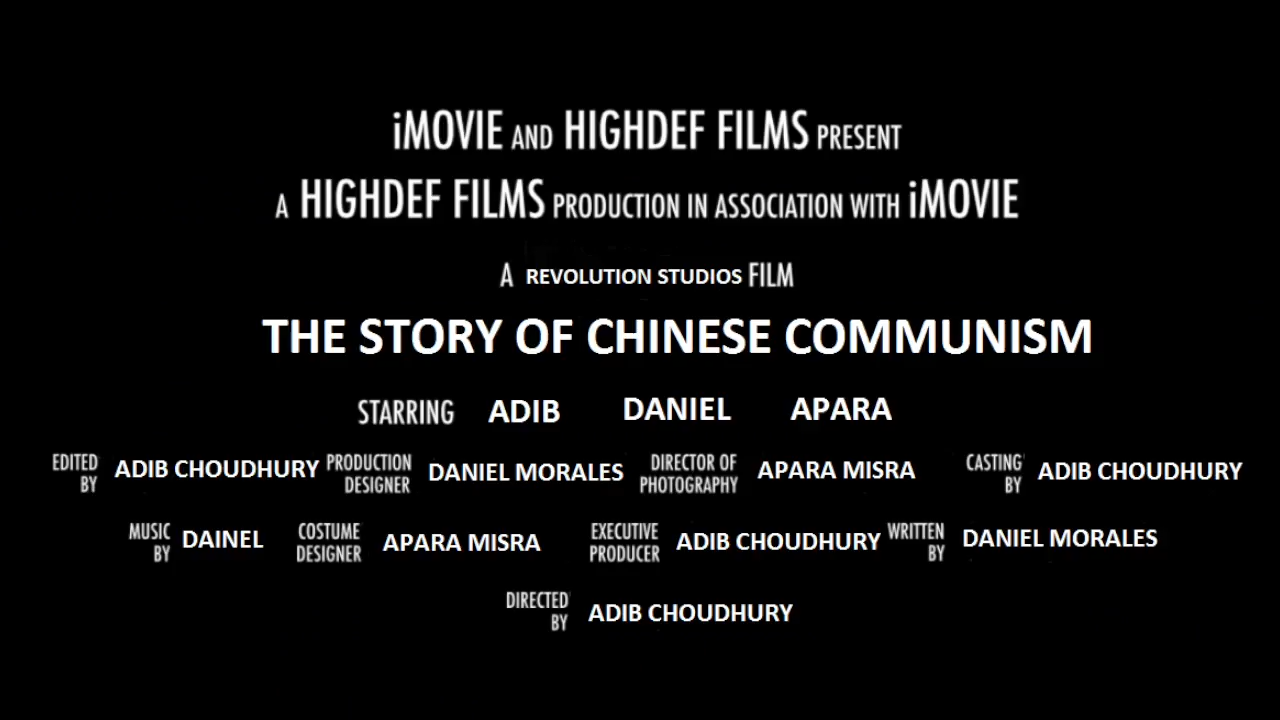 iMOVIE AND HIGHDEF FILMS PRESENT
A HIGHDEF FILMS PRODUCTION IN ASSOCIATION WITH iMOVIE
A REVOLUTION STUDIOS FILM
THE STORY OF CHINESE COMMUNISM
STARRING ADIB DANIEL APARA
EDITED BY ADIB CHOUDHURY PRODUCTION DESIGNER DANIEL MORALES DIRECTOR OF PHOTOGRAPHY APARA MISRA CASTING BY ADIB CHOUDHURY
MUSIC BY DAINEL COSTUME DESIGNER APARA MISRA EXECUTIVE PRODUCER ADIB CHOUDHURY WRITTEN BY DANIEL MORALES
DIRECTED BY ADIB CHOUDHURY